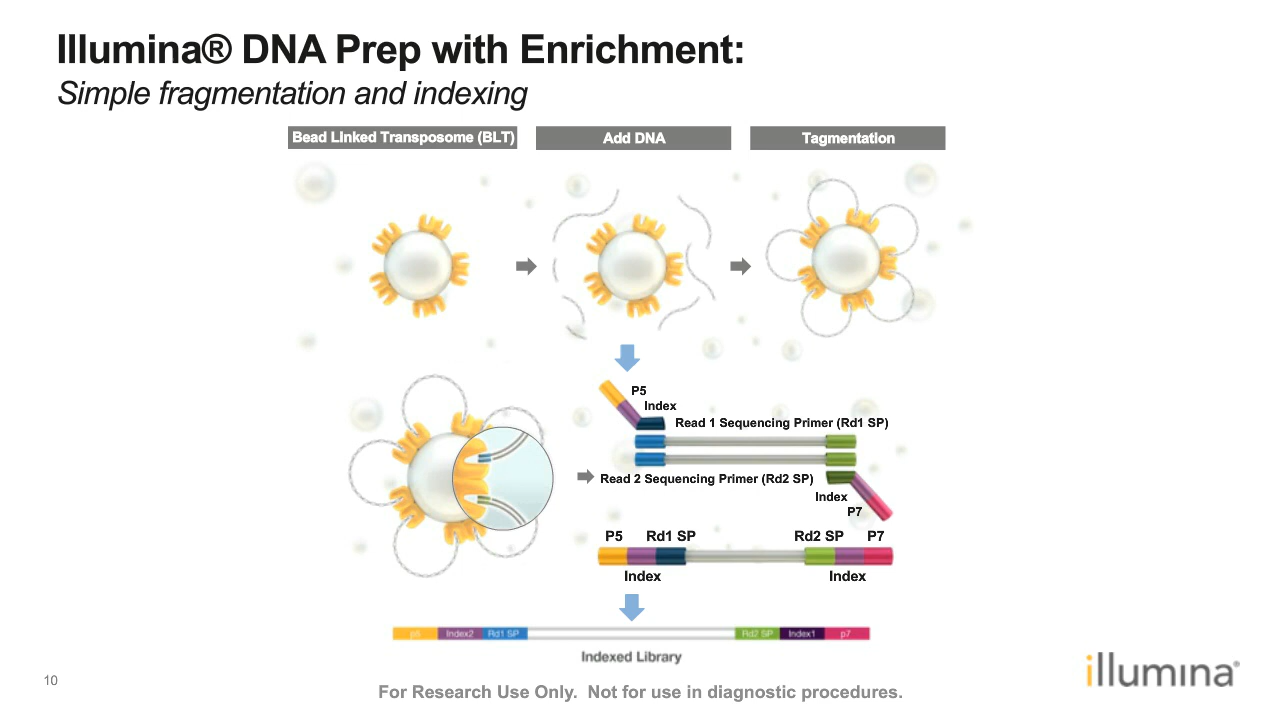 Illumina® DNA Prep with Enrichment:
Simple fragmentation and indexing
Bead Linked Transposome (BLT)
Add DNA
Tagmentation
P5
Index
Read 1 Sequencing Primer (Rd1 SP)
Read 2 Sequencing Primer (Rd2 SP)
Index
P7
P5 Rd1 SP Rd2 SP P7
Index Index
p5 Index2 Rd1 SP Rd2 SP Index1 p7
Indexed Library
illumina®
10
For Research Use Only. Not for use in diagnostic procedures.